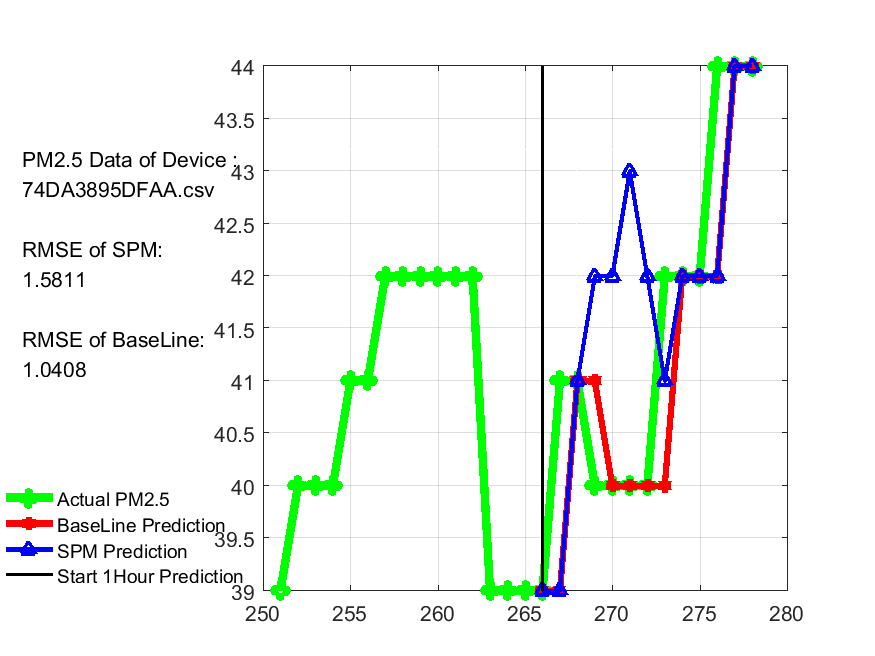 PM2.5 Data of Device :
74DA3895DFAA.csv
RMSE of SPM:
1.5811
RMSE of BaseLine:
1.0408
Actual PM2.5
BaseLine Prediction
SPM Prediction
Start 1Hour Prediction
44
43.5
43
42.5
42
41.5
41
40.5
40
39.5
39
250 255 260 265 270 275 280